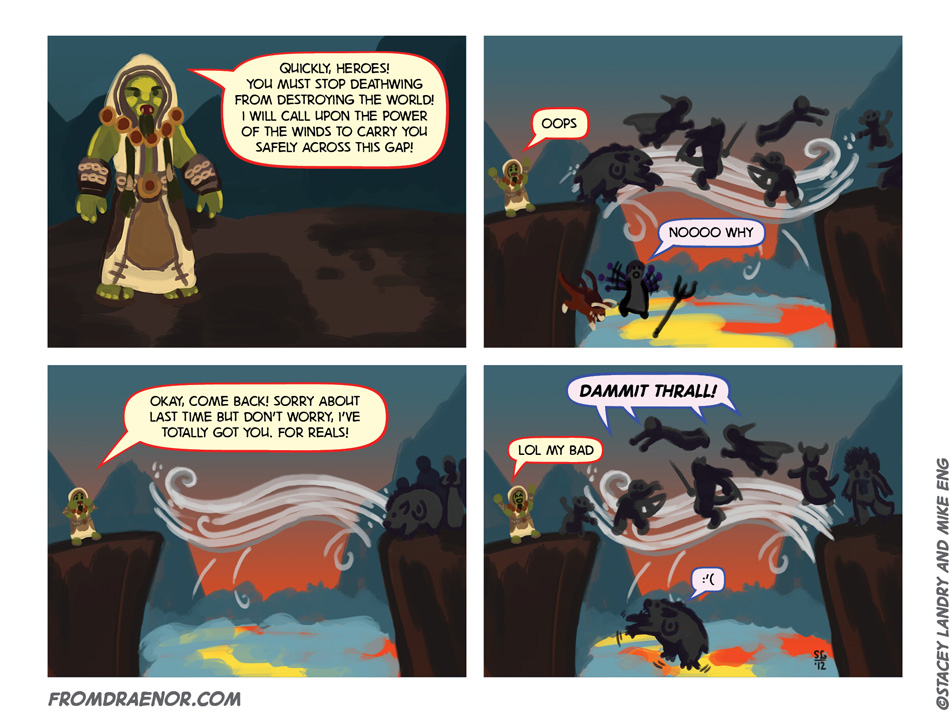 QUICKLY, HEROES!
YOU MUST STOP DEATHWING
FROM DESTROYING THE WORLD!
I WILL CALL UPON THE POWER
OF THE WINDS TO CARRY YOU
SAFELY ACROSS THIS GAP!
OOPS
NOOOO WHY
OKAY, COME BACK! SORRY ABOUT
LAST TIME BUT DON'T WORRY, I'VE
TOTALLY GOT YOU. FOR REALS!
DAMMIT THRALL!
LOL MY BAD
:'(
'12
FROMDRAENOR.COM
©STACEY LANDRY AND MIKE ENG